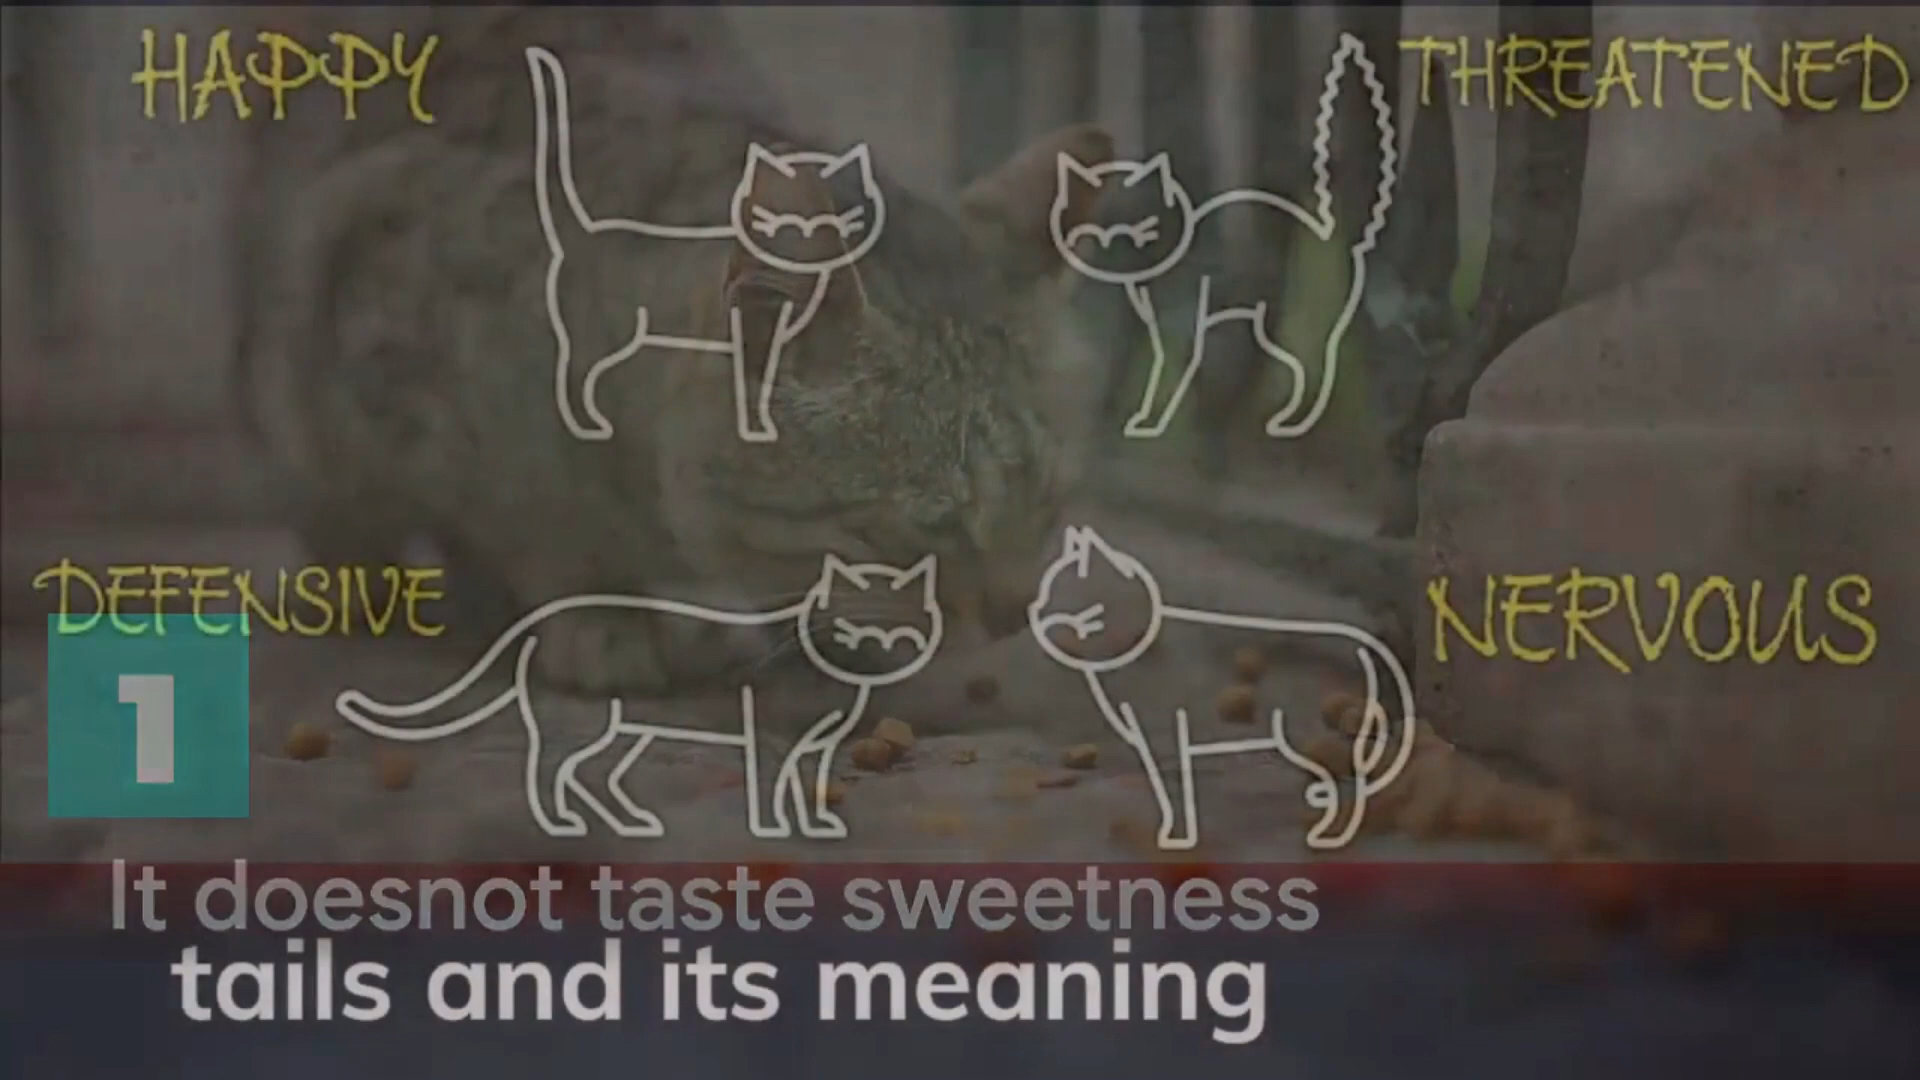 HAPPY
THREATENED
DEFENSIVE
NERVOUS
1
It doesnot taste sweetness
tails and its meaning